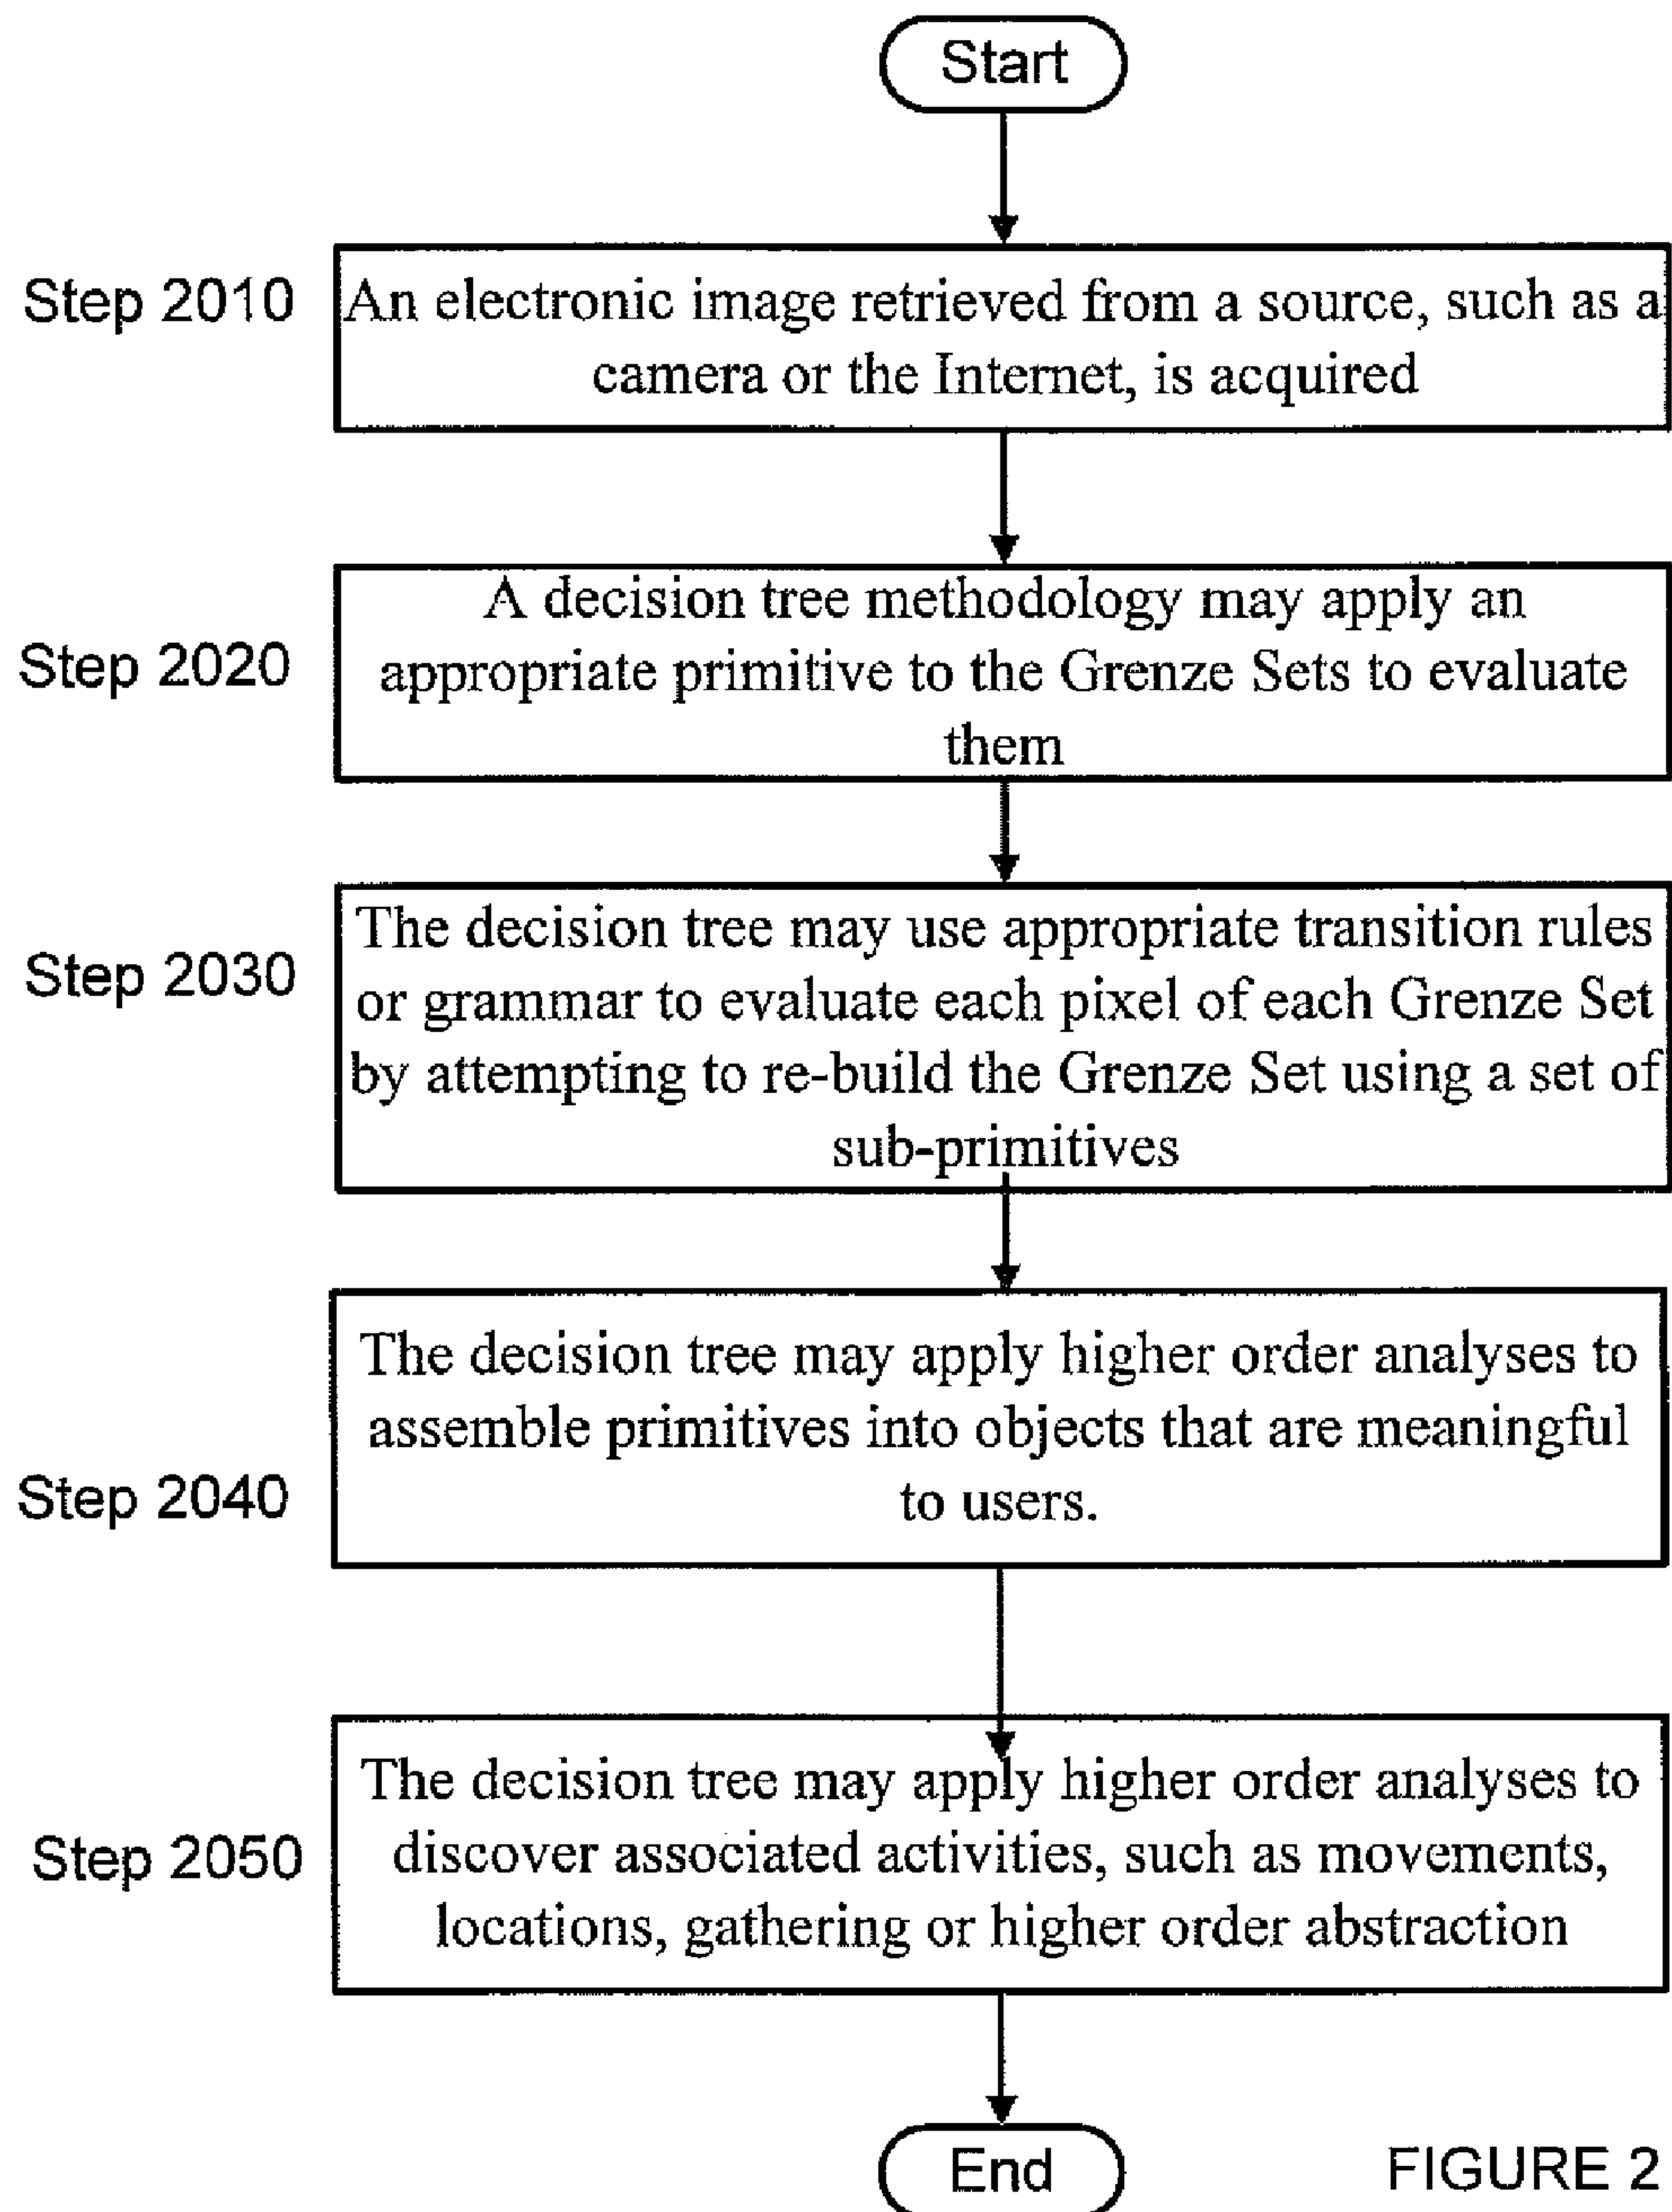 Start
Step 2010
An electronic image retrieved from a source, such as a
camera or the Internet, is acquired
Step 2020
A decision tree methodology may apply an
appropriate primitive to the Grenze Sets to evaluate
them
Step 2030
The decision tree may use appropriate transition rules
or grammar to evaluate each pixel of each Grenze Set
by attempting to re-build the Grenze Set using a set of
sub-primitives
Step 2040
The decision tree may apply higher order analyses to
assemble primitives into objects that are meaningful
to users.
Step 2050
The decision tree may apply higher order analyses to
discover associated activities, such as movements,
locations, gathering or higher order abstraction
End
FIGURE 2